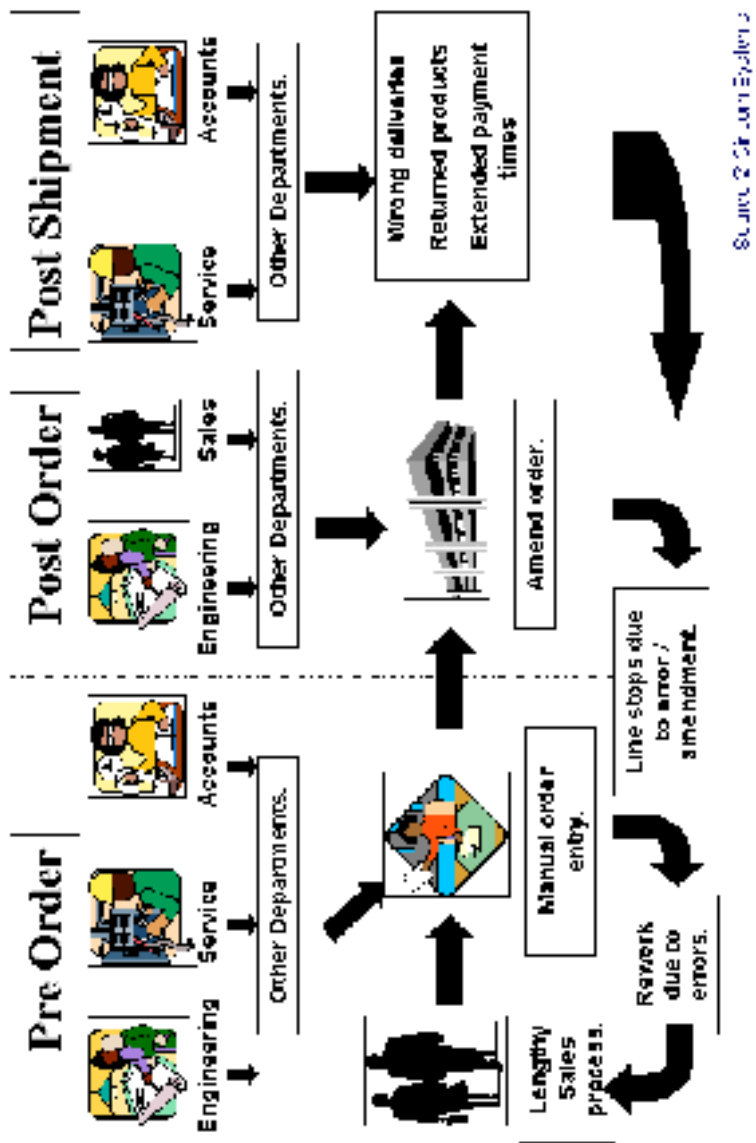 Pre Order
Post Order
Post Shipment
Engineering
Service
Accounts
Engineering
Sales
Service
Accounts
Other Departments.
Other Departments.
Other Departments.
Lengthy
Sales
process.
Manual order
entry.
Amend order.
Wrong deliveries
Returned products
Extended payment
times
Rework
due to
errors.
Line stops due
to error /
amendment.